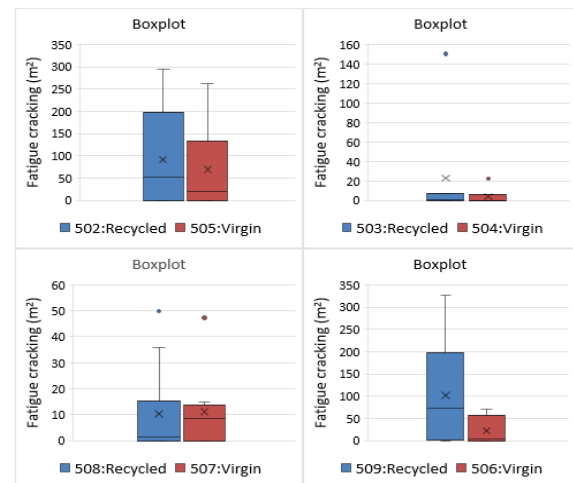 Boxplot
Fatigue cracking (m²)
350
300
250
200
150
100
50
0
502:Recycled 505:Virgin
Boxplot
Fatigue cracking (m²)
160
140
120
100
80
60
40
20
0
503:Recycled 504:Virgin
Boxplot
Fatigue cracking (m²)
60
50
40
30
20
10
0
508:Recycled 507:Virgin
Boxplot
Fatigue cracking (m²)
350
300
250
200
150
100
50
0
509:Recycled 506:Virgin